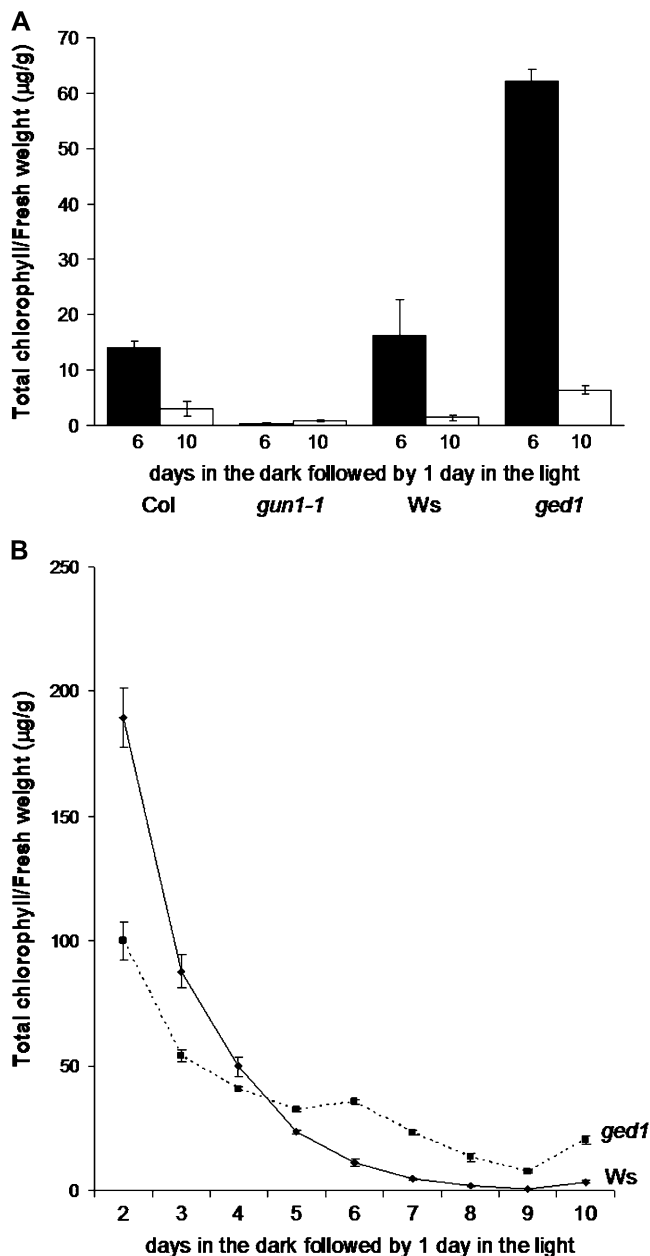 A
Total chlorophyll/Fresh weight (µg/g)
70
60
50
40
30
20
10
0
6 10 6 10 6 10 6 10
days in the dark followed by 1 day in the light
Col gun1-1 Ws ged1
B
Total chlorophyll/Fresh weight (µg/g)
250
200
150
100
50
0
ged1
Ws
2 3 4 5 6 7 8 9 10
days in the dark followed by 1 day in the light